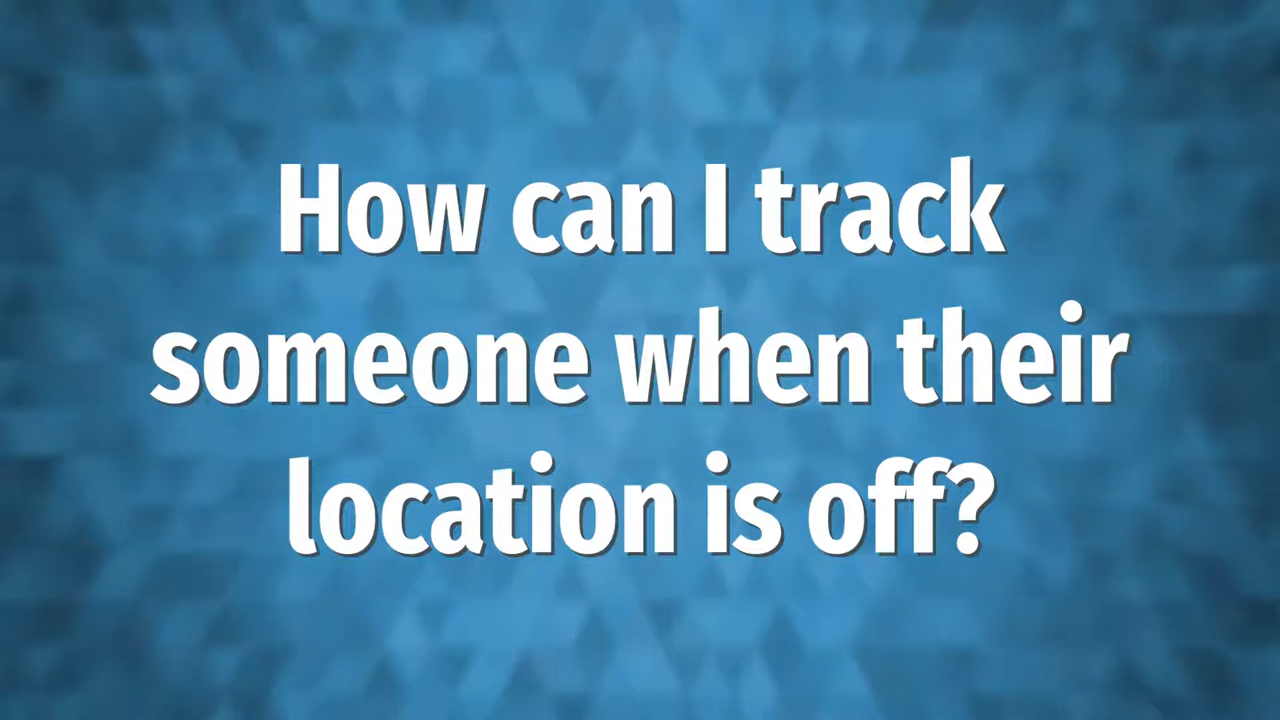 How can I track
someone when their
location is off?